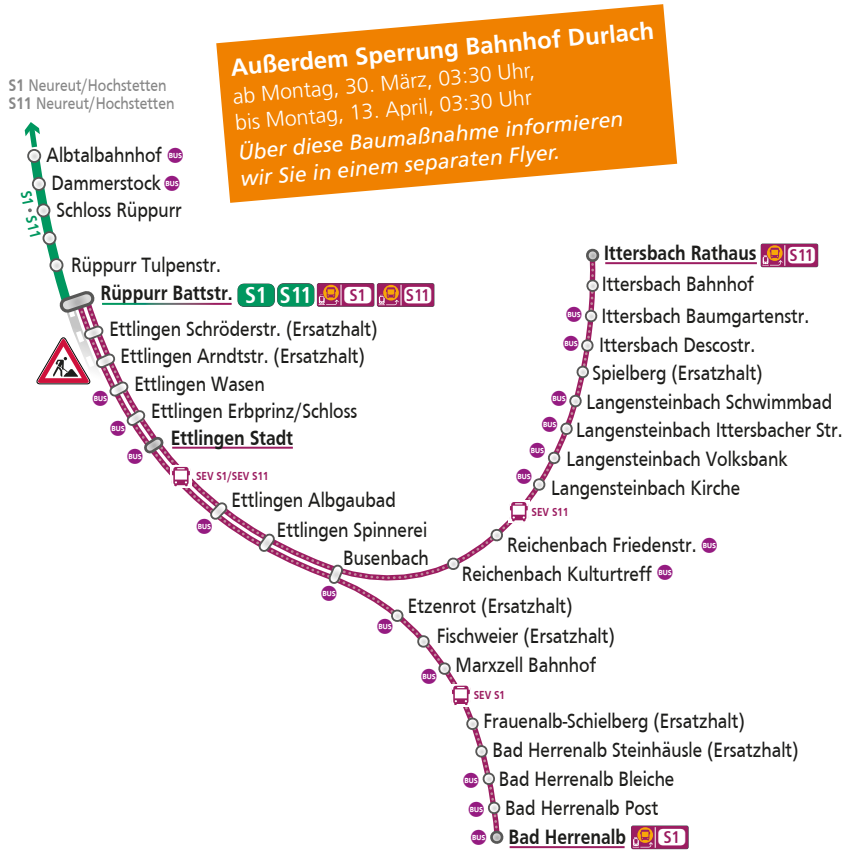 Außerdem Sperrung Bahnhof Durlach
ab Montag, 30. März, 03:30 Uhr,
bis Montag, 13. April, 03:30 Uhr
Über diese Baumaßnahme informieren
wir Sie in einem separaten Flyer.
S1 Neureut/Hochstetten
S11 Neureut/Hochstetten
Albtalbahnhof BUS
Dammerstock BUS
S1 • S11
Schloss Rüppurr
Rüppurr Tulpenstr.
Rüppurr Battstr. S1 S11 S1 S11
Ettlingen Schröderstr. (Ersatzhalt)
Ettlingen Arndtstr. (Ersatzhalt)
Ettlingen Wasen
BUS
Ettlingen Erbprinz/Schloss
BUS
Ettlingen Stadt
BUS
SEV S1/SEV S11
Ettlingen Albgaubad
BUS
Ettlingen Spinnerei
Busenbach
BUS
Ittersbach Rathaus S11
Ittersbach Bahnhof
BUS Ittersbach Baumgartenstr.
BUS Ittersbach Descostr.
Spielberg (Ersatzhalt)
BUS Langensteinbach Schwimmbad
BUS Langensteinbach Ittersbacher Str.
BUS Langensteinbach Volksbank
BUS Langensteinbach Kirche
SEV S11
Reichenbach Friedenstr. BUS
Reichenbach Kulturtreff BUS
Etzenrot (Ersatzhalt)
BUS
Fischweier (Ersatzhalt)
Marxzell Bahnhof
BUS
SEV S1
Frauenalb-Schielberg (Ersatzhalt)
Bad Herrenalb Steinhäusle (Ersatzhalt)
BUS Bad Herrenalb Bleiche
BUS Bad Herrenalb Post
BUS Bad Herrenalb S1